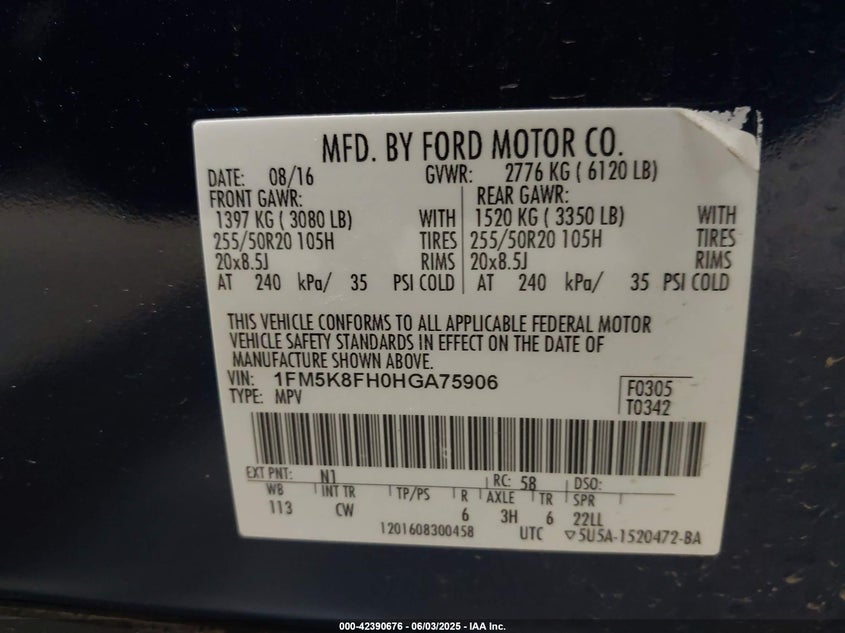 MFD. BY FORD MOTOR CO.
DATE: 08/16 GVWR: 2776 KG ( 6120 LB)
FRONT GAWR: REAR GAWR:
1397 KG ( 3080 LB) WITH 1520 KG ( 3350 LB) WITH
255/50R20 105H TIRES 255/50R20 105H TIRES
20x8.5J RIMS 20x8.5J RIMS
AT 240 kPa/ 35 PSI COLD AT 240 kPa/ 35 PSI COLD
THIS VEHICLE CONFORMS TO ALL APPLICABLE FEDERAL MOTOR
VEHICLE SAFETY STANDARDS IN EFFECT ON THE DATE OF
MANUFACTURE SHOWN ABOVE.
VIN: 1FM5K8FH0HGA75906 F0305
TYPE: MPV T0342
EXT PNT: N1 RC: 58 DSO:
WB INT TR TP/PS R AXLE TR SPR
113 CW 6 3H 6 22LL
1201608300458 UTC ▽5U5A-1520472-BA
000-42390676 - 06/03/2025 - IAA Inc.